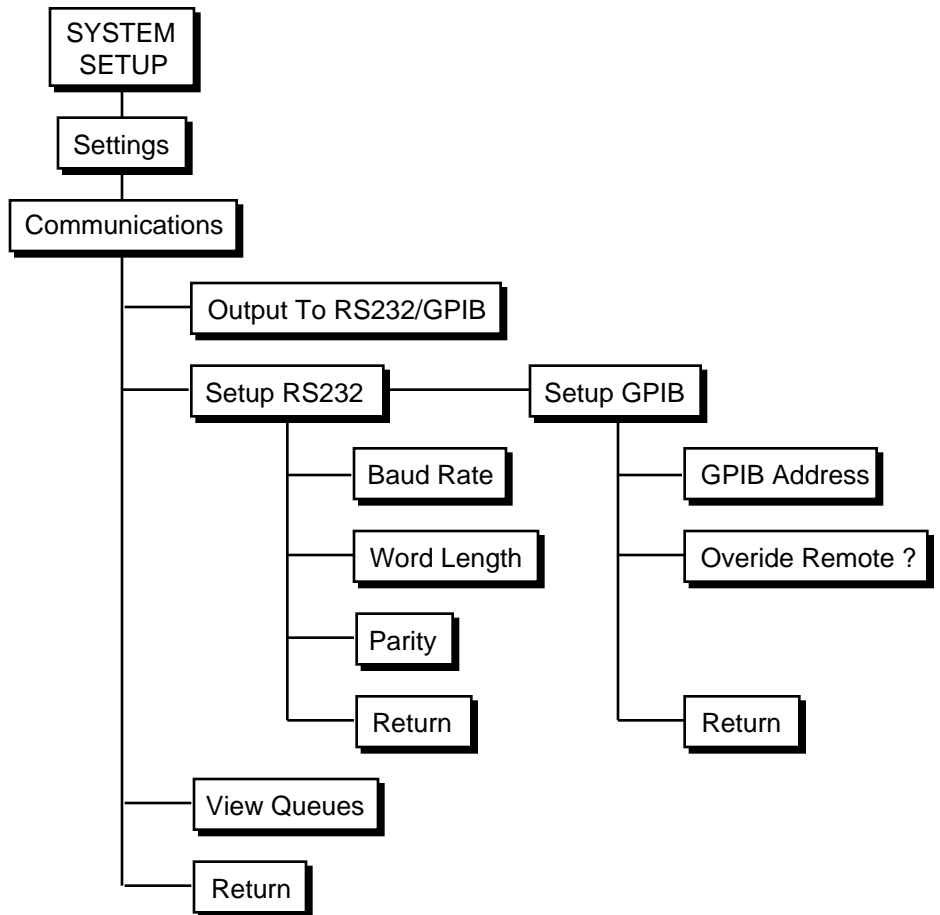 SYSTEM
SETUP
Settings
Communications
Output To RS232/GPIB
Setup RS232
Setup GPIB
Baud Rate
GPIB Address
Word Length
Overide Remote ?
Parity
Return
Return
View Queues
Return